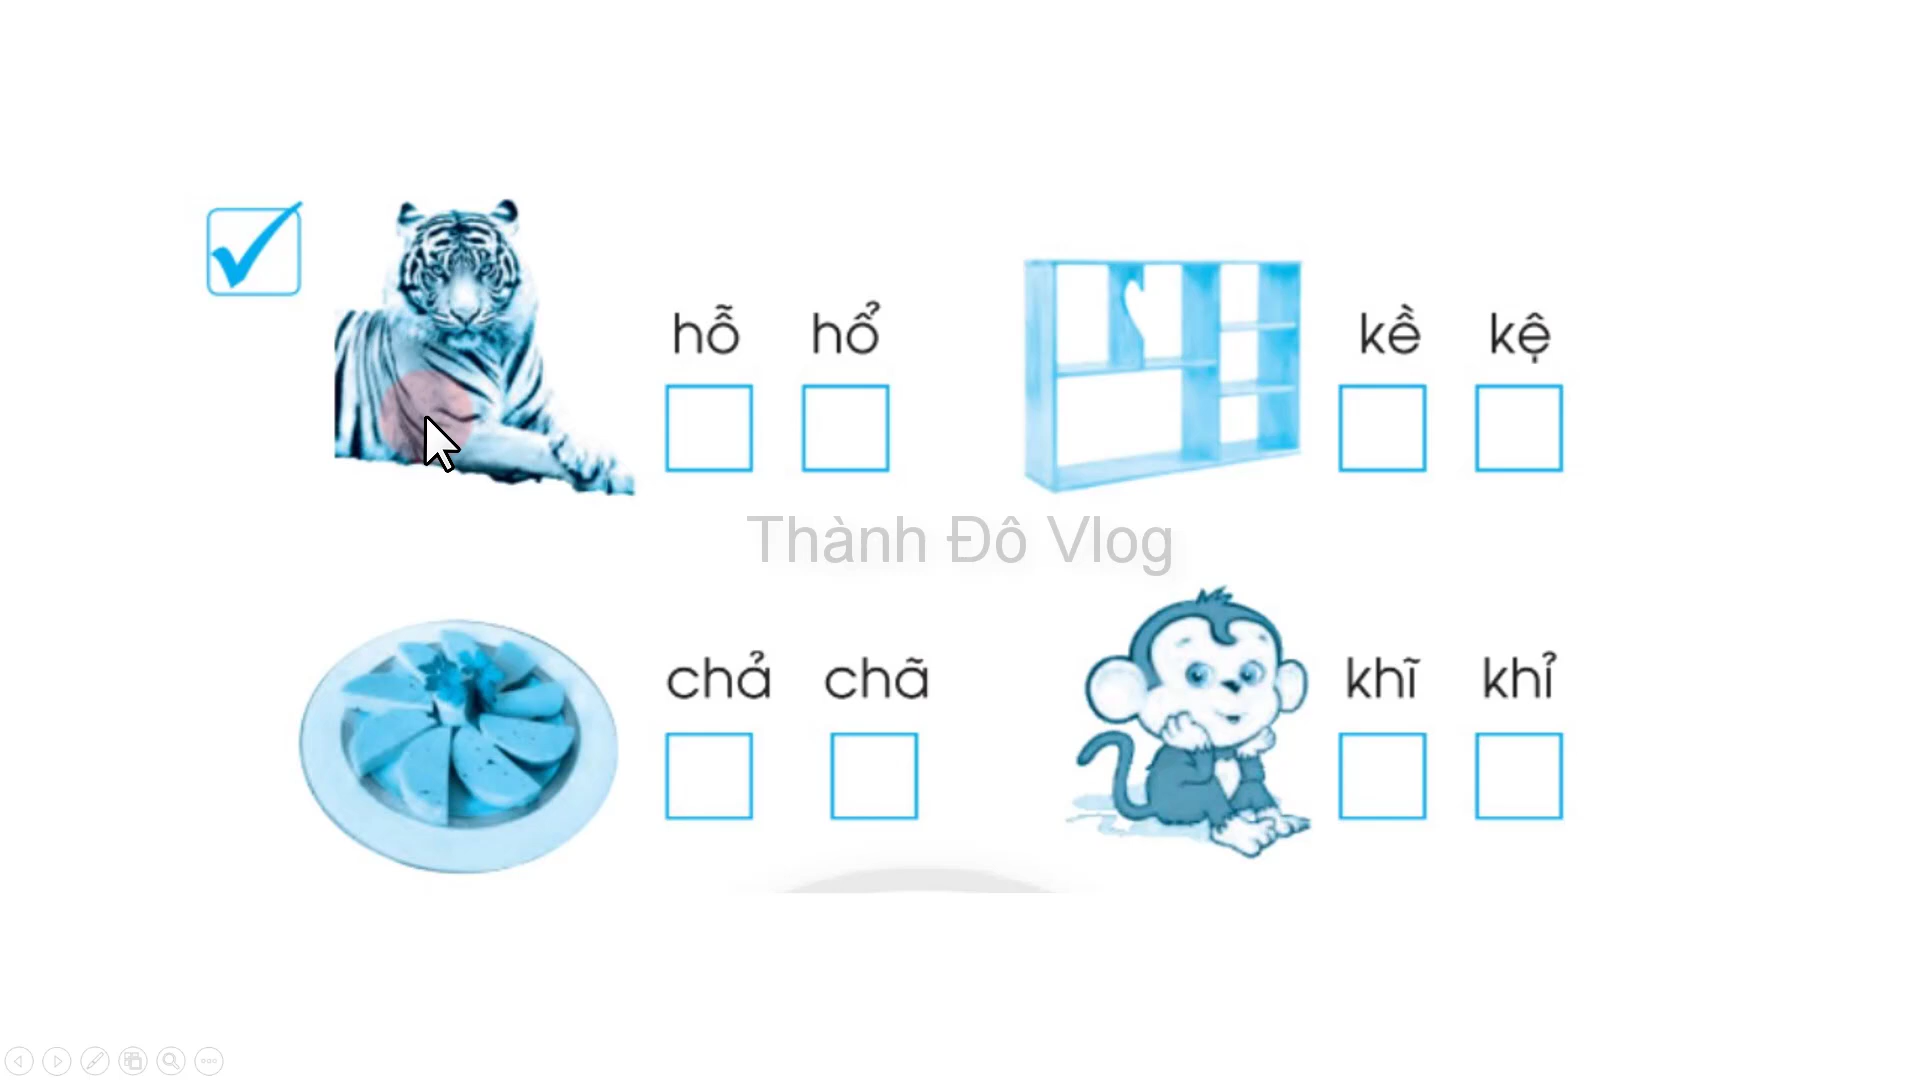 hỗ hổ
kề kệ
Thành Đô Vlog
chả chã
khĩ khỉ